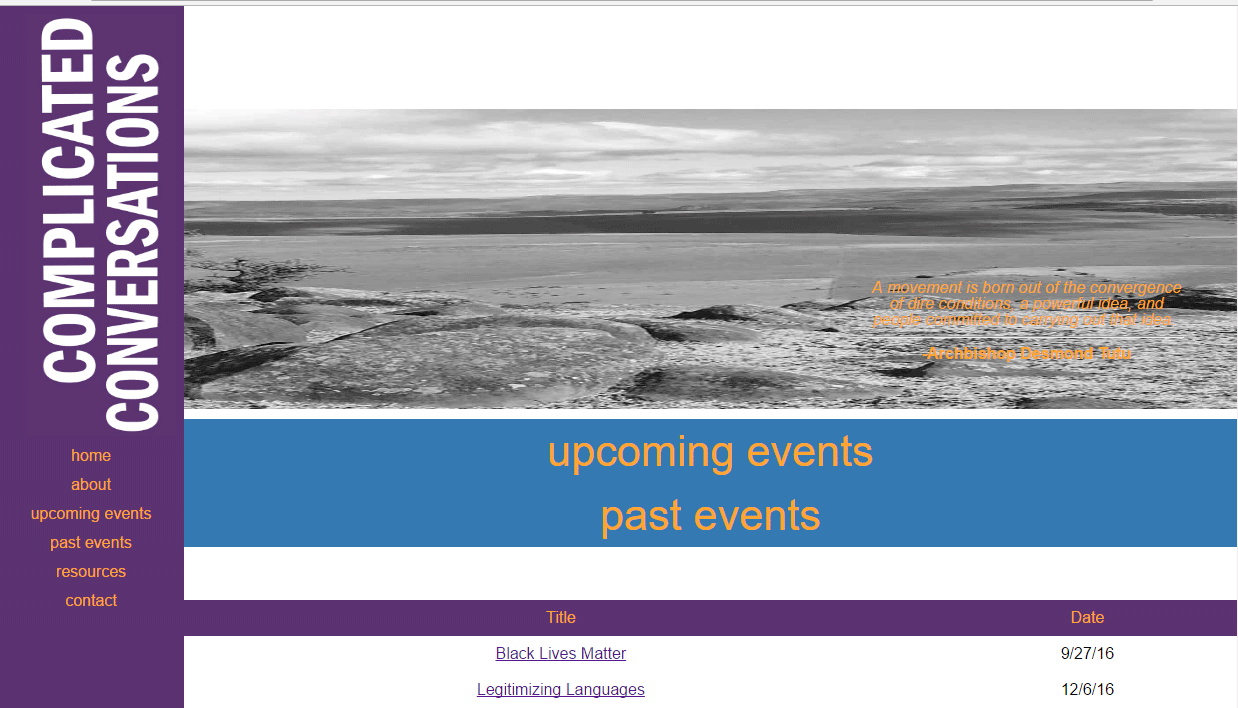 COMPLICATED
CONVERSATIONS
home
about
upcoming events
past events
resources
contact
A movement is born out of the convergence
of dire conditions, a powerful idea, and
people committed to carrying out that idea.
-Archbishop Desmond Tutu
upcoming events
past events
Title Date
Black Lives Matter 9/27/16
Legitimizing Languages 12/6/16